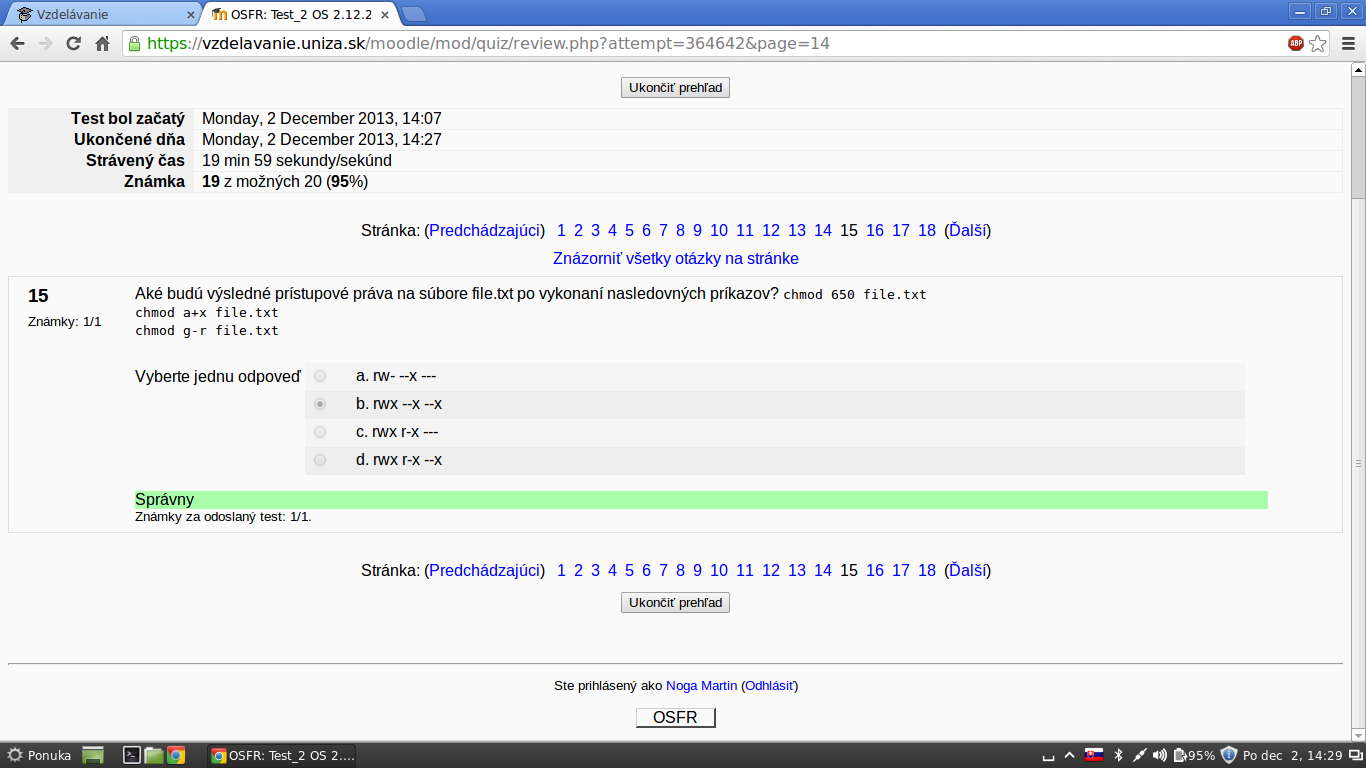 Vzdelávanie
OSFR: Test_2 OS 2.12.2
https://vzdelavanie.uniza.sk/moodle/mod/quiz/review.php?attempt=364642&page=14
ABP
Ukončiť prehľad
Test bol začatý Monday, 2 December 2013, 14:07
Ukončené dňa Monday, 2 December 2013, 14:27
Strávený čas 19 min 59 sekundy/sekúnd
Známka 19 z možných 20 (95%)
Stránka: (Predchádzajúci) 1 2 3 4 5 6 7 8 9 10 11 12 13 14 15 16 17 18 (Ďalší)
Znázorniť všetky otázky na stránke
15
Známky: 1/1
Aké budú výsledné prístupové práva na súbore file.txt po vykonaní nasledovných príkazov? chmod 650 file.txt
chmod a+x file.txt
chmod g-r file.txt
Vyberte jednu odpoveď
a. rw- --x ---
b. rwx --x --x
c. rwx r-x ---
d. rwx r-x --x
Správny
Známky za odoslaný test: 1/1.
Stránka: (Predchádzajúci) 1 2 3 4 5 6 7 8 9 10 11 12 13 14 15 16 17 18 (Ďalší)
Ukončiť prehľad
Ste prihlásený ako Noga Martin (Odhlásiť)
OSFR
Ponuka
OSFR: Test_2 OS 2....
95%
Po dec 2, 14:29